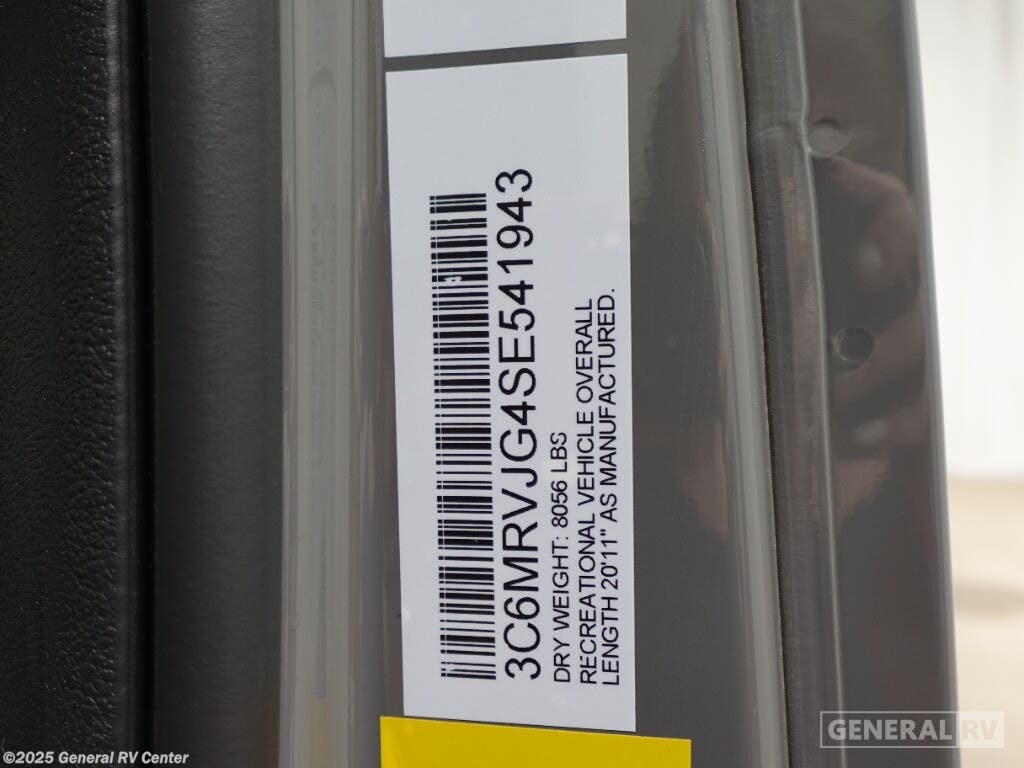 3C6MRVJG4SE541943
DRY WEIGHT: 8056 LBS
RECREATIONAL VEHICLE OVERALL
LENGTH 20'11" AS MANUFACTURED.
GENERAL RV
©2025 General RV Center